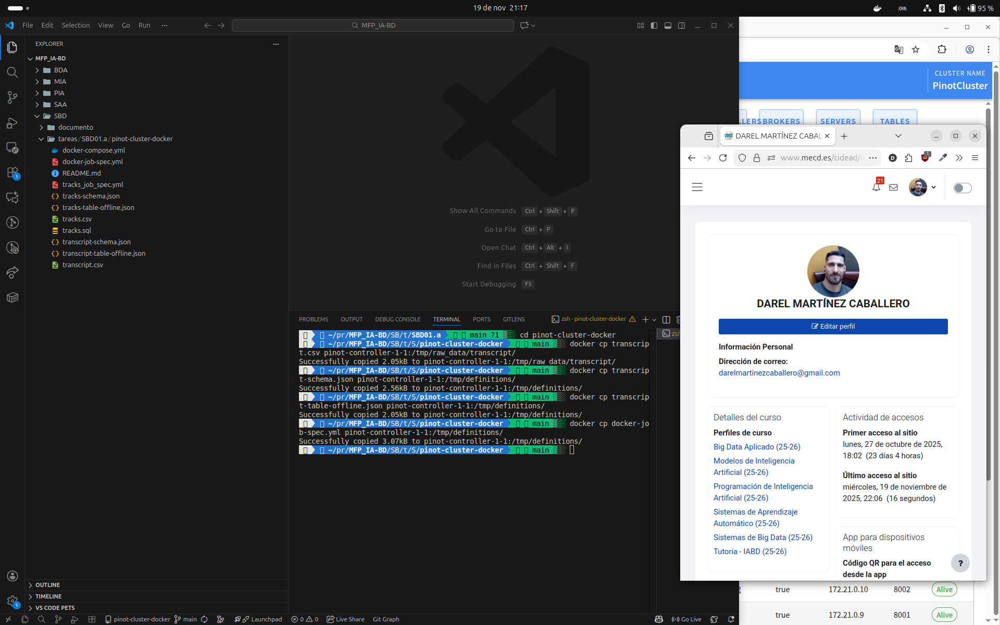 19 de nov 21:17
95 %
File Edit Selection View Go Run ···
MFP_IA-BD
EXPLORER
MFP_IA-BD
BDA
MIA
PIA
SAA
SBD
documento
tareas / SBD01.a / pinot-cluster-docker
docker-compose.yml
docker-job-spec.yml
README.md
tracks_job_spec.yml
tracks-schema.json
tracks-table-offline.json
tracks.csv
tracks.sql
transcript-schema.json
transcript-table-offline.json
transcript.csv
OUTLINE
TIMELINE
VS CODE PETS
Show All Commands Ctrl + Shift + P
Go to File Ctrl + P
Open Chat Ctrl + Alt + I
Find in Files Ctrl + Shift + F
Start Debugging F5
PROBLEMS OUTPUT DEBUG CONSOLE TERMINAL PORTS GITLENS
zsh - pinot-cluster-docker
zsh
~/pr/MFP_IA-BD/SB/t/SBD01.a main ?1 cd pinot-cluster-docker
~/pr/MFP_IA-BD/SB/t/S/pinot-cluster-docker main docker cp transcrip
t.csv pinot-controller-1-1:/tmp/raw_data/transcript/
Successfully copied 2.05kB to pinot-controller-1-1:/tmp/raw_data/transcript/
~/pr/MFP_IA-BD/SB/t/S/pinot-cluster-docker main docker cp transcrip
t-schema.json pinot-controller-1-1:/tmp/definitions/
Successfully copied 2.56kB to pinot-controller-1-1:/tmp/definitions/
~/pr/MFP_IA-BD/SB/t/S/pinot-cluster-docker main docker cp transcrip
t-table-offline.json pinot-controller-1-1:/tmp/definitions/
Successfully copied 2.05kB to pinot-controller-1-1:/tmp/definitions/
~/pr/MFP_IA-BD/SB/t/S/pinot-cluster-docker main docker cp docker-jo
b-spec.yml pinot-controller-1-1:/tmp/definitions/
Successfully copied 3.07kB to pinot-controller-1-1:/tmp/definitions/
~/pr/MFP_IA-BD/SB/t/S/pinot-cluster-docker main
pinot-cluster-docker main Launchpad 0 0 Live Share Git Graph Go Live
CLUSTER NAME
PinotCluster
LLERS BROKERS SERVERS TABLES
DAREL MARTÍNEZ CABAL
www.mecd.es/cidead/a
1
21
DAREL MARTÍNEZ CABALLERO
Editar perfil
Información Personal
Dirección de correo:
darelmartinezcaballero@gmail.com
Detalles del curso
Perfiles de curso
Big Data Aplicado (25-26)
Modelos de Inteligencia
Artificial (25-26)
Programación de Inteligencia
Artificial (25-26)
Sistemas de Aprendizaje
Automático (25-26)
Sistemas de Big Data (25-26)
Tutoría - IABD (25-26)
Actividad de accesos
Primer acceso al sitio
lunes, 27 de octubre de 2025,
18:02 (23 días 4 horas)
Último acceso al sitio
miércoles, 19 de noviembre de
2025, 22:06 (16 segundos)
App para dispositivos
móviles
Código QR para el acceso
desde la app
?
2 true 172.21.0.10 8002 Alive
true 172.21.0.9 8001 Alive